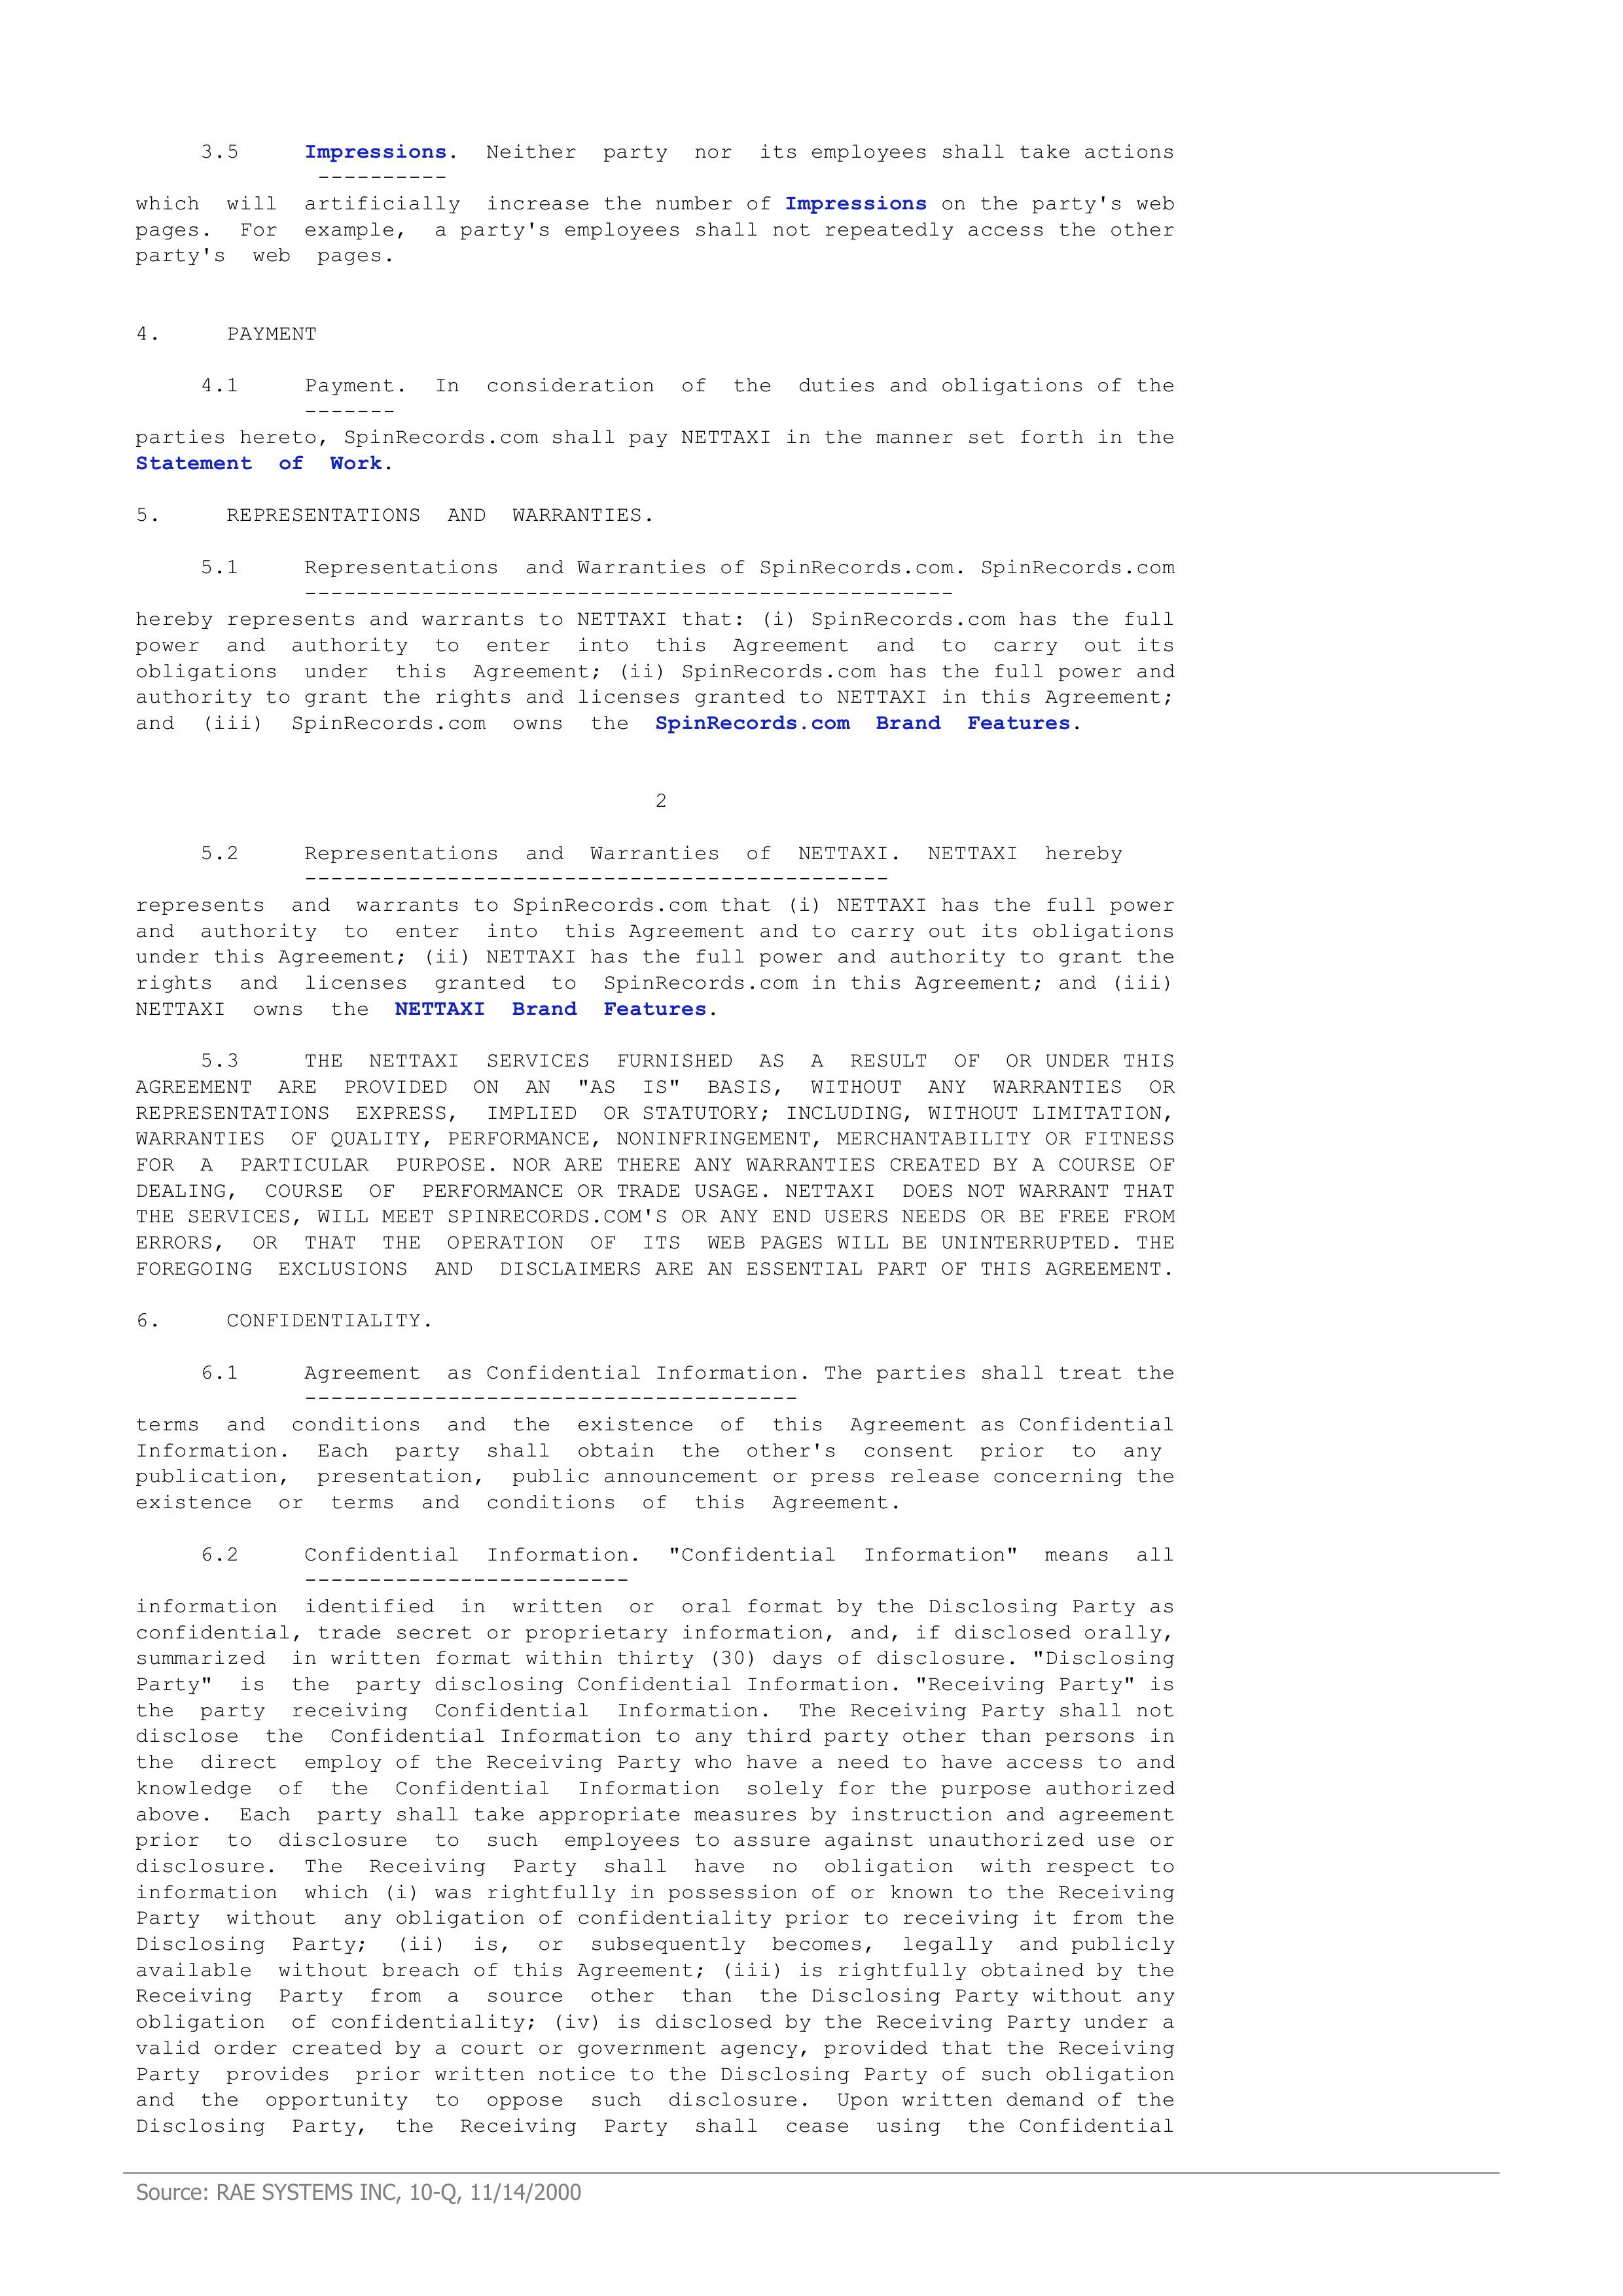 3.5 Impressions. Neither party nor its employees shall take actions
----------
which will artificially increase the number of Impressions on the party's web
pages. For example, a party's employees shall not repeatedly access the other
party's web pages.
4. PAYMENT
4.1 Payment. In consideration of the duties and obligations of the
-------
parties hereto, SpinRecords.com shall pay NETTAXI in the manner set forth in the
Statement of Work.
5. REPRESENTATIONS AND WARRANTIES.
5.1 Representations and Warranties of SpinRecords.com. SpinRecords.com
--------------------------------------------------
hereby represents and warrants to NETTAXI that: (i) SpinRecords.com has the full
power and authority to enter into this Agreement and to carry out its
obligations under this Agreement; (ii) SpinRecords.com has the full power and
authority to grant the rights and licenses granted to NETTAXI in this Agreement;
and (iii) SpinRecords.com owns the SpinRecords.com Brand Features.
2
5.2 Representations and Warranties of NETTAXI. NETTAXI hereby
---------------------------------------------
represents and warrants to SpinRecords.com that (i) NETTAXI has the full power
and authority to enter into this Agreement and to carry out its obligations
under this Agreement; (ii) NETTAXI has the full power and authority to grant the
rights and licenses granted to SpinRecords.com in this Agreement; and (iii)
NETTAXI owns the NETTAXI Brand Features.
5.3 THE NETTAXI SERVICES FURNISHED AS A RESULT OF OR UNDER THIS
AGREEMENT ARE PROVIDED ON AN "AS IS" BASIS, WITHOUT ANY WARRANTIES OR
REPRESENTATIONS EXPRESS, IMPLIED OR STATUTORY; INCLUDING, WITHOUT LIMITATION,
WARRANTIES OF QUALITY, PERFORMANCE, NONINFRINGEMENT, MERCHANTABILITY OR FITNESS
FOR A PARTICULAR PURPOSE. NOR ARE THERE ANY WARRANTIES CREATED BY A COURSE OF
DEALING, COURSE OF PERFORMANCE OR TRADE USAGE. NETTAXI DOES NOT WARRANT THAT
THE SERVICES, WILL MEET SPINRECORDS.COM'S OR ANY END USERS NEEDS OR BE FREE FROM
ERRORS, OR THAT THE OPERATION OF ITS WEB PAGES WILL BE UNINTERRUPTED. THE
FOREGOING EXCLUSIONS AND DISCLAIMERS ARE AN ESSENTIAL PART OF THIS AGREEMENT.
6. CONFIDENTIALITY.
6.1 Agreement as Confidential Information. The parties shall treat the
--------------------------------------
terms and conditions and the existence of this Agreement as Confidential
Information. Each party shall obtain the other's consent prior to any
publication, presentation, public announcement or press release concerning the
existence or terms and conditions of this Agreement.
6.2 Confidential Information. "Confidential Information" means all
-------------------------
information identified in written or oral format by the Disclosing Party as
confidential, trade secret or proprietary information, and, if disclosed orally,
summarized in written format within thirty (30) days of disclosure. "Disclosing
Party" is the party disclosing Confidential Information. "Receiving Party" is
the party receiving Confidential Information. The Receiving Party shall not
disclose the Confidential Information to any third party other than persons in
the direct employ of the Receiving Party who have a need to have access to and
knowledge of the Confidential Information solely for the purpose authorized
above. Each party shall take appropriate measures by instruction and agreement
prior to disclosure to such employees to assure against unauthorized use or
disclosure. The Receiving Party shall have no obligation with respect to
information which (i) was rightfully in possession of or known to the Receiving
Party without any obligation of confidentiality prior to receiving it from the
Disclosing Party; (ii) is, or subsequently becomes, legally and publicly
available without breach of this Agreement; (iii) is rightfully obtained by the
Receiving Party from a source other than the Disclosing Party without any
obligation of confidentiality; (iv) is disclosed by the Receiving Party under a
valid order created by a court or government agency, provided that the Receiving
Party provides prior written notice to the Disclosing Party of such obligation
and the opportunity to oppose such disclosure. Upon written demand of the
Disclosing Party, the Receiving Party shall cease using the Confidential
Source: RAE SYSTEMS INC, 10-Q, 11/14/2000